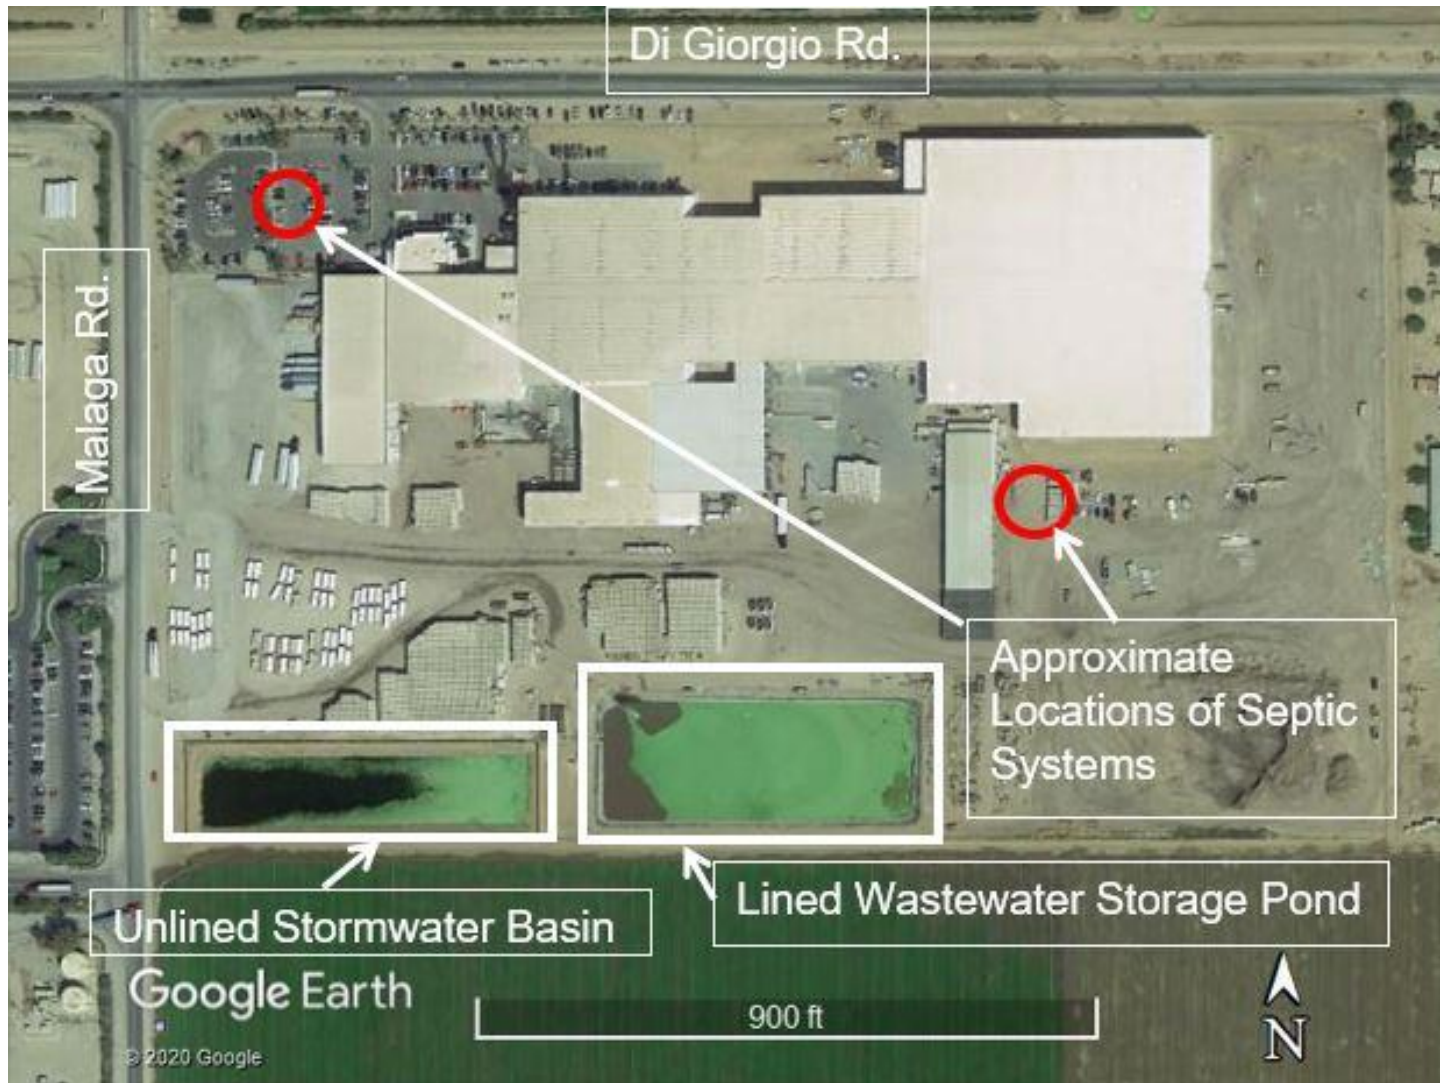 Di Giorgio Rd.
Malaga Rd.
Approximate
Locations of Septic
Systems
Unlined Stormwater Basin
Lined Wastewater Storage Pond
Google Earth
900 ft
N
© 2020 Google